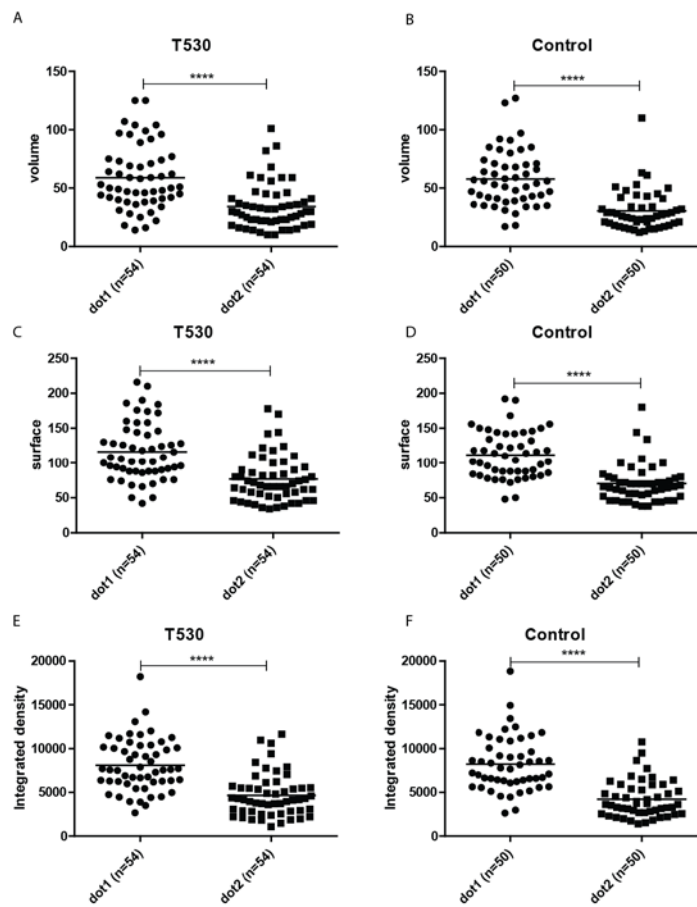 A
T530
****
150
100
50
0
volume
dot1 (n=54)
dot2 (n=54)
B
Control
****
150
100
50
0
volume
dot1 (n=50)
dot2 (n=50)
C
T530
****
250
200
150
100
50
0
surface
dot1 (n=54)
dot2 (n=54)
D
Control
****
250
200
150
100
50
0
surface
dot1 (n=50)
dot2 (n=50)
E
T530
****
20000
15000
10000
5000
0
Integrated density
dot1 (n=54)
dot2 (n=54)
F
Control
****
20000
15000
10000
5000
0
Integrated density
dot1 (n=50)
dot2 (n=50)